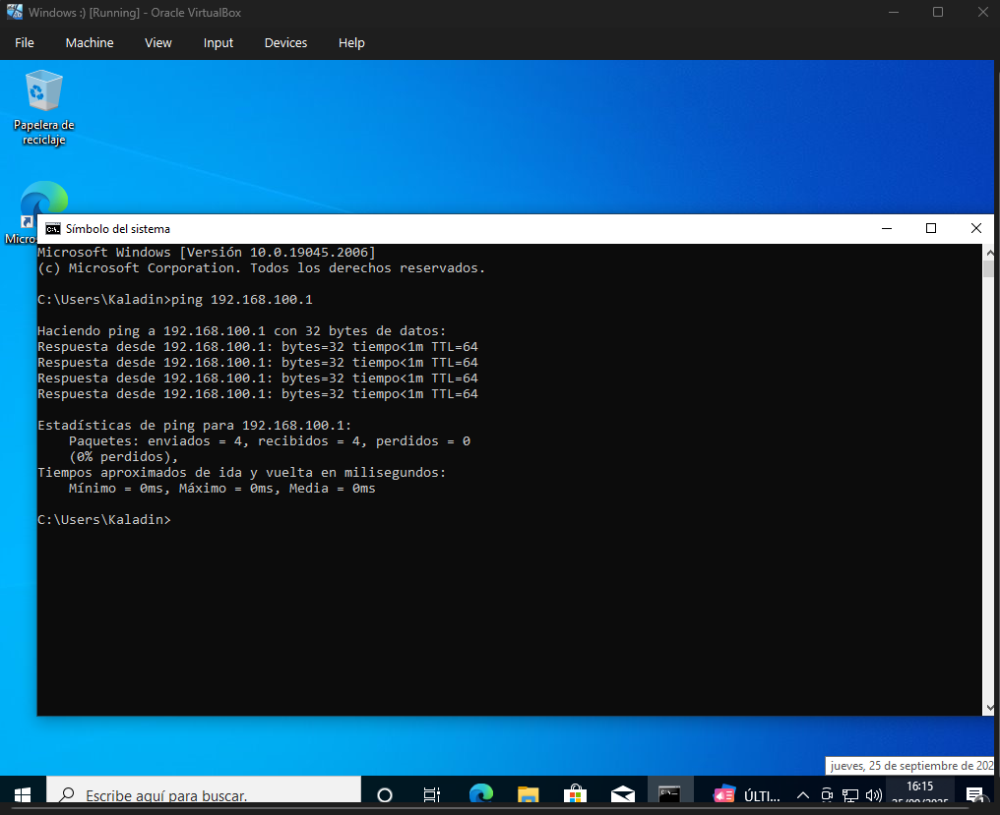 Windows :) [Running] - Oracle VirtualBox
File Machine View Input Devices Help
Papelera de
reciclaje
Micro
Símbolo del sistema
Microsoft Windows [Versión 10.0.19045.2006]
(c) Microsoft Corporation. Todos los derechos reservados.
C:\Users\Kaladin>ping 192.168.100.1
Haciendo ping a 192.168.100.1 con 32 bytes de datos:
Respuesta desde 192.168.100.1: bytes=32 tiempo<1m TTL=64
Respuesta desde 192.168.100.1: bytes=32 tiempo<1m TTL=64
Respuesta desde 192.168.100.1: bytes=32 tiempo<1m TTL=64
Respuesta desde 192.168.100.1: bytes=32 tiempo<1m TTL=64
Estadísticas de ping para 192.168.100.1:
Paquetes: enviados = 4, recibidos = 4, perdidos = 0
(0% perdidos),
Tiempos aproximados de ida y vuelta en milisegundos:
Mínimo = 0ms, Máximo = 0ms, Media = 0ms
C:\Users\Kaladin>
jueves, 25 de septiembre de 202
Escribe aquí para buscar.
ÚLTI...
16:15